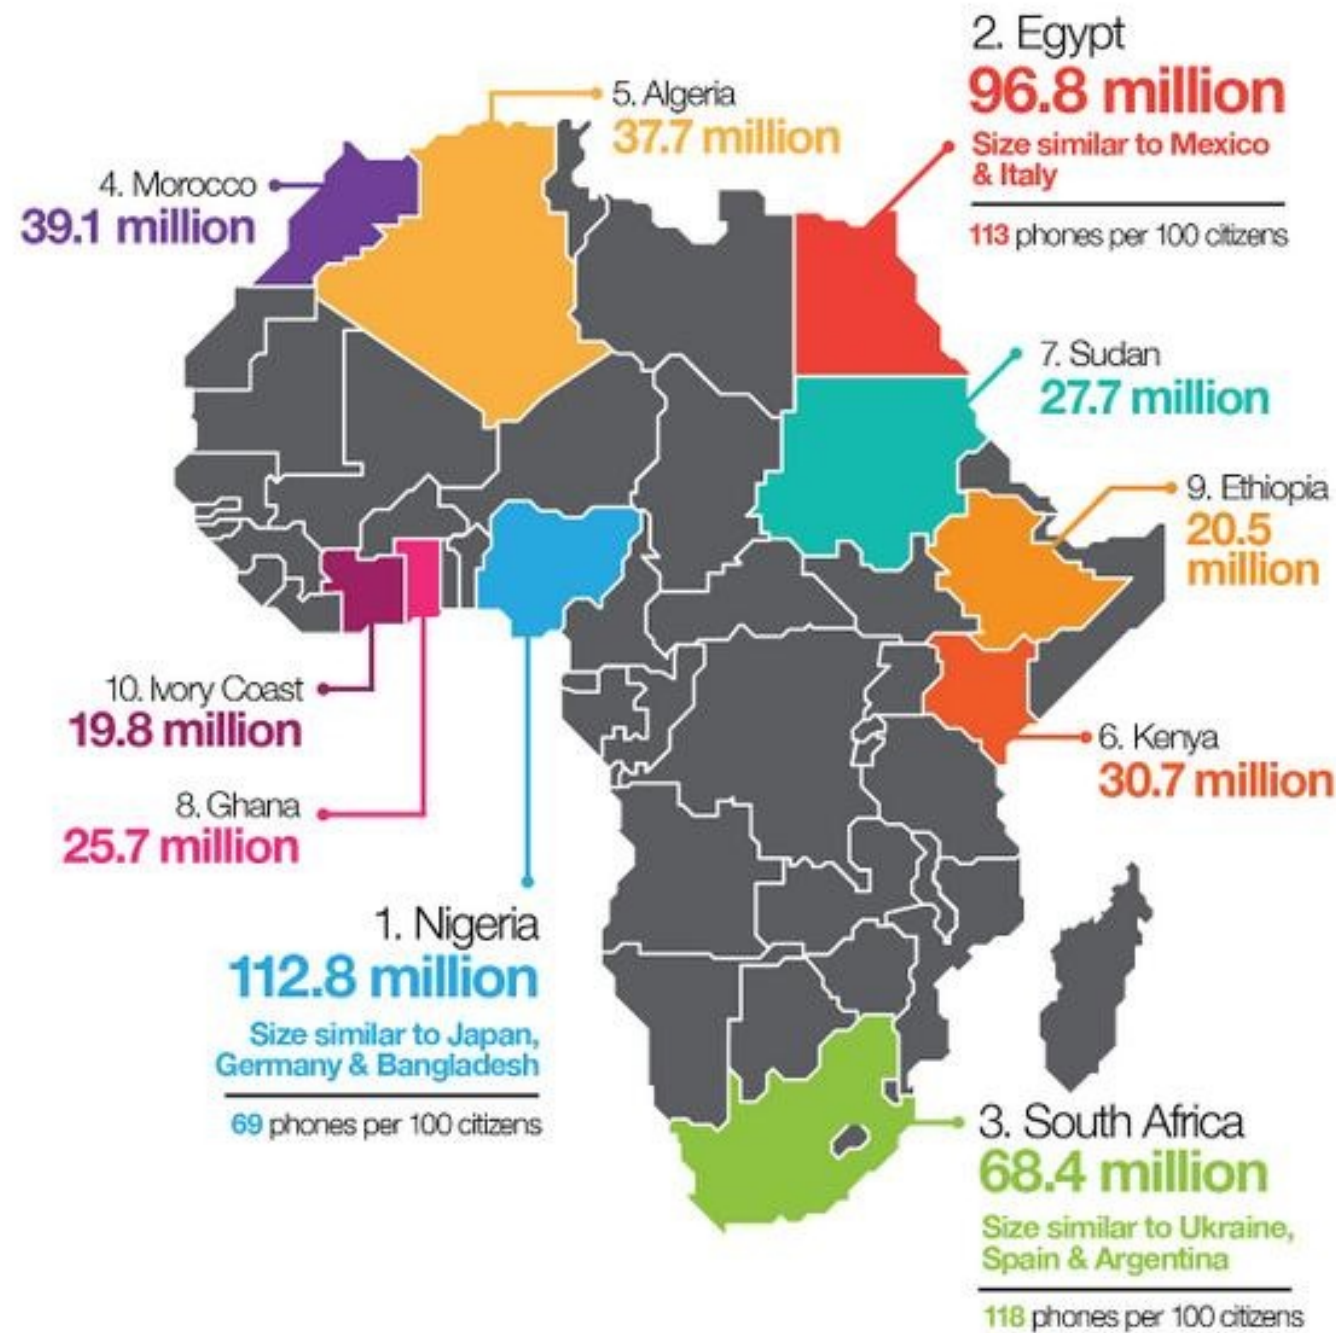 2. Egypt
96.8 million
Size similar to Mexico
& Italy
113 phones per 100 citizens
5. Algeria
37.7 million
4. Morocco
39.1 million
7. Sudan
27.7 million
9. Ethiopia
20.5
million
10. Ivory Coast
19.8 million
6. Kenya
30.7 million
8. Ghana
25.7 million
1. Nigeria
112.8 million
Size similar to Japan,
Germany & Bangladesh
69 phones per 100 citizens
3. South Africa
68.4 million
Size similar to Ukraine,
Spain & Argentina
118 phones per 100 citizens